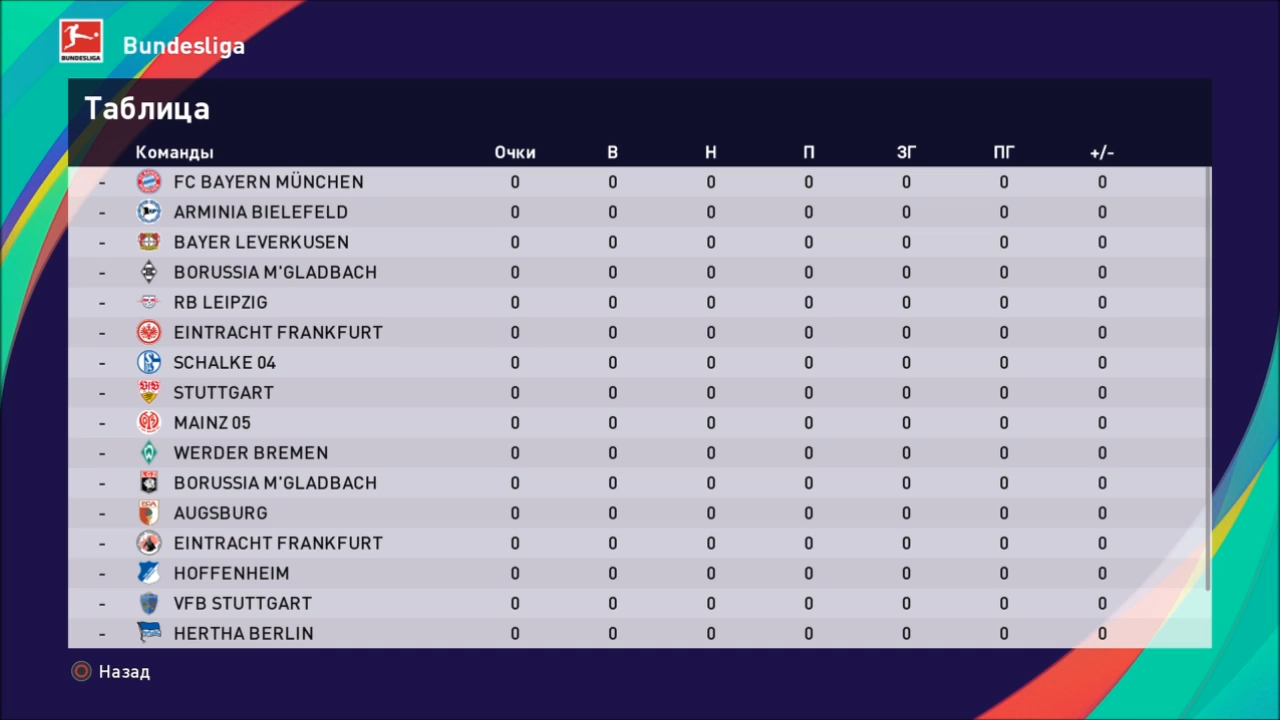 BUNDESLIGA
Bundesliga
Таблица
Команды Очки В Н П ЗГ ПГ +/-
- FC BAYERN MÜNCHEN 0 0 0 0 0 0 0
- ARMINIA BIELEFELD 0 0 0 0 0 0 0
- BAYER LEVERKUSEN 0 0 0 0 0 0 0
- BORUSSIA M'GLADBACH 0 0 0 0 0 0 0
- RB LEIPZIG 0 0 0 0 0 0 0
- EINTRACHT FRANKFURT 0 0 0 0 0 0 0
- SCHALKE 04 0 0 0 0 0 0 0
- STUTTGART 0 0 0 0 0 0 0
- MAINZ 05 0 0 0 0 0 0 0
- WERDER BREMEN 0 0 0 0 0 0 0
- BORUSSIA M'GLADBACH 0 0 0 0 0 0 0
- AUGSBURG 0 0 0 0 0 0 0
- EINTRACHT FRANKFURT 0 0 0 0 0 0 0
- HOFFENHEIM 0 0 0 0 0 0 0
- VFB STUTTGART 0 0 0 0 0 0 0
- HERTHA BERLIN 0 0 0 0 0 0 0
Назад